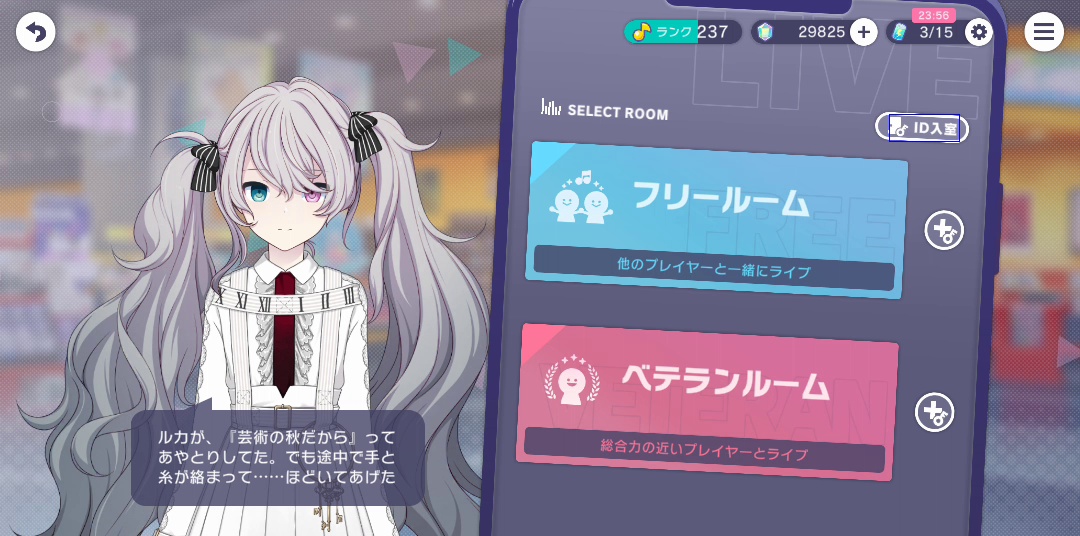 23:56
ランク 237
29825
3/15
LIVE
SELECT ROOM
ID入室
フリールーム
FREE
他のプレイヤーと一緒にライブ
ベテランルーム
VETERAN
総合力の近いプレイヤーとライブ
X XI XII I II III
ルカが、『芸術の秋だから』って
あやとりしてた。でも途中で手と
糸が絡まって……ほどいてあげた